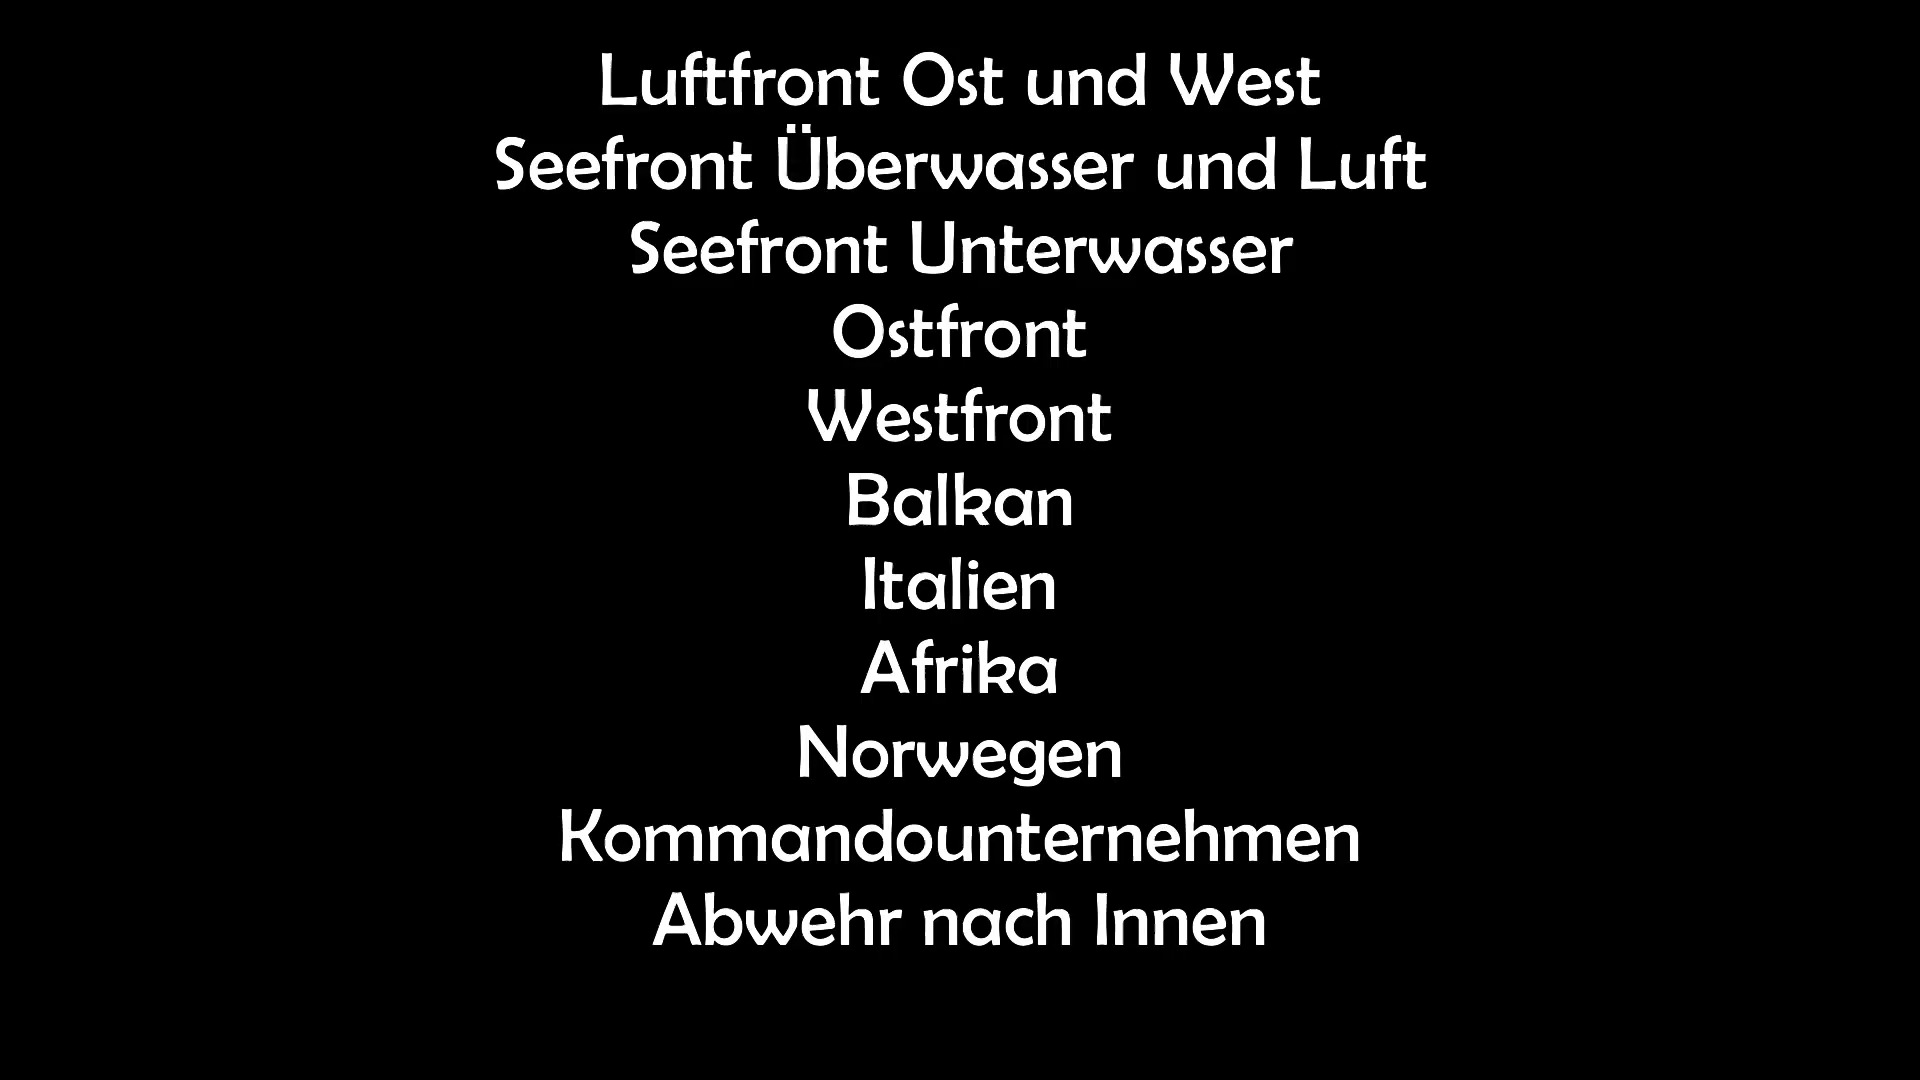 Luftfront Ost und West
Seefront Überwasser und Luft
Seefront Unterwasser
Ostfront
Westfront
Balkan
Italien
Afrika
Norwegen
Kommandounternehmen
Abwehr nach Innen